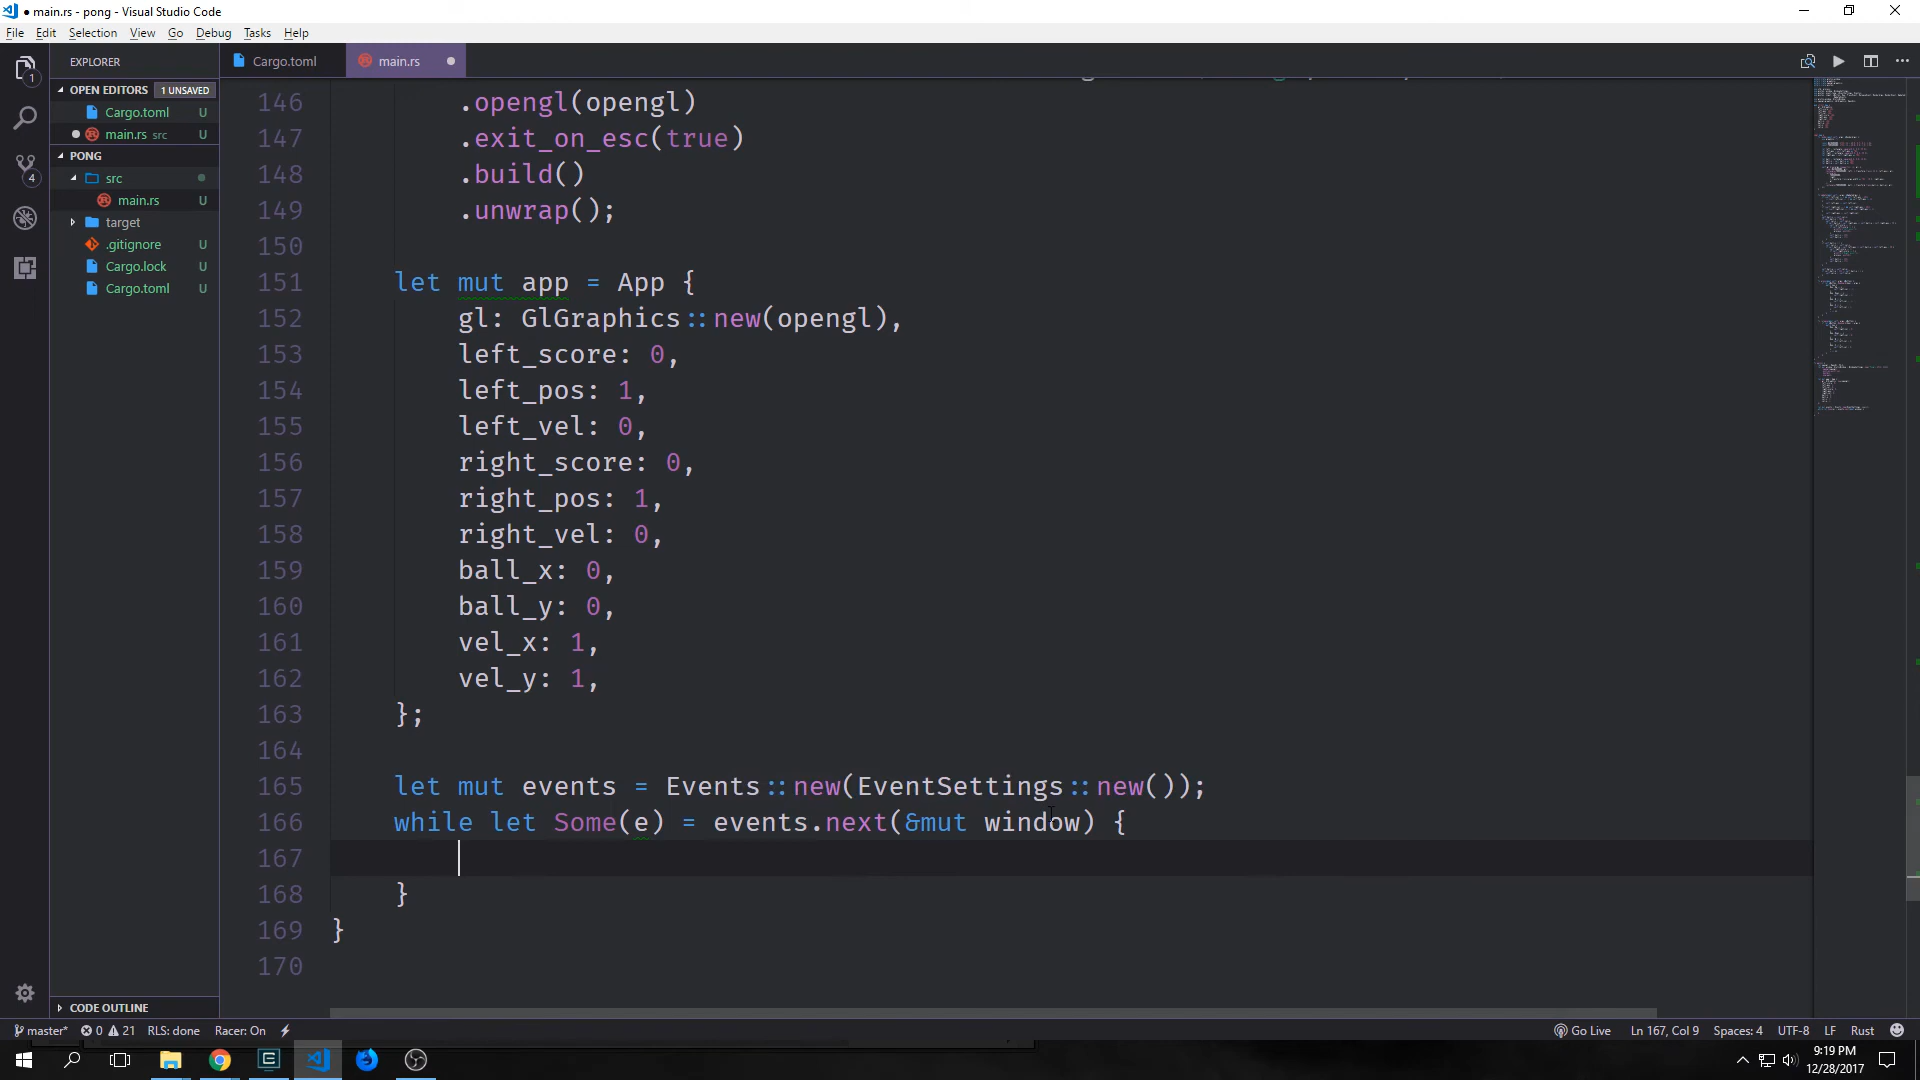 ● main.rs - pong - Visual Studio Code
File Edit Selection View Go Debug Tasks Help
EXPLORER
Cargo.toml
main.rs
OPEN EDITORS 1 UNSAVED
Cargo.toml U
main.rs src U
PONG
src
main.rs U
target
.gitignore U
Cargo.lock U
Cargo.toml U
CODE OUTLINE
1
4
146 .opengl(opengl)
147 .exit_on_esc(true)
148 .build()
149 .unwrap();
150
151 let mut app = App {
152 gl: GlGraphics::new(opengl),
153 left_score: 0,
154 left_pos: 1,
155 left_vel: 0,
156 right_score: 0,
157 right_pos: 1,
158 right_vel: 0,
159 ball_x: 0,
160 ball_y: 0,
161 vel_x: 1,
162 vel_y: 1,
163 };
164
165 let mut events = Events::new(EventSettings::new());
166 while let Some(e) = events.next(&mut window) {
167
168 }
169 }
170
master* 0 21 RLS: done Racer: On Go Live Ln 167, Col 9 Spaces: 4 UTF-8 LF Rust
9:19 PM
12/28/2017